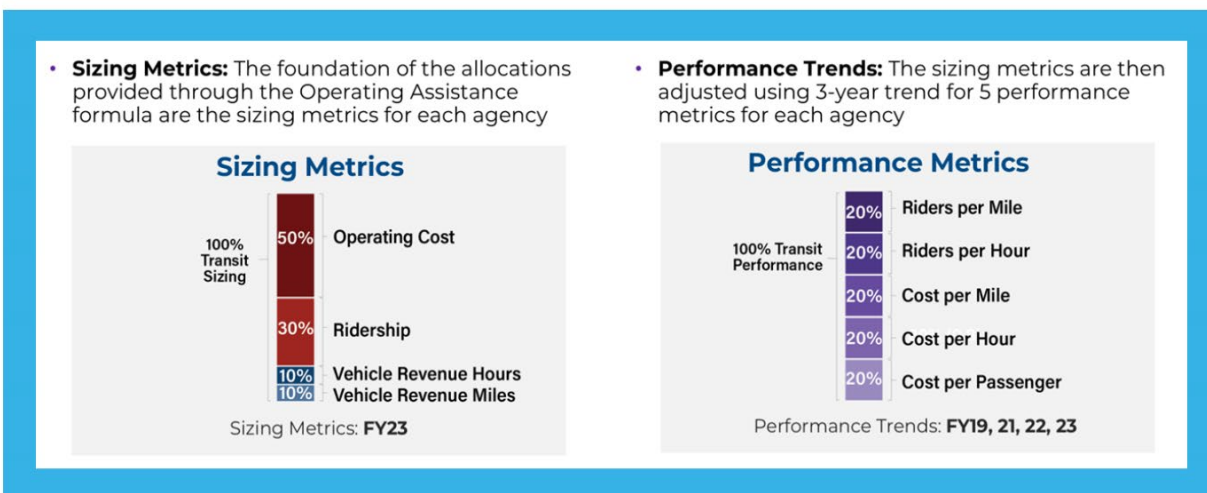 • Sizing Metrics: The foundation of the allocations
provided through the Operating Assistance
formula are the sizing metrics for each agency
Sizing Metrics
100%
Transit
Sizing
50% Operating Cost
30% Ridership
10% Vehicle Revenue Hours
10% Vehicle Revenue Miles
Sizing Metrics: FY23
• Performance Trends: The sizing metrics are then
adjusted using 3-year trend for 5 performance
metrics for each agency
Performance Metrics
100% Transit
Performance
20% Riders per Mile
20% Riders per Hour
20% Cost per Mile
20% Cost per Hour
20% Cost per Passenger
Performance Trends: FY19, 21, 22, 23